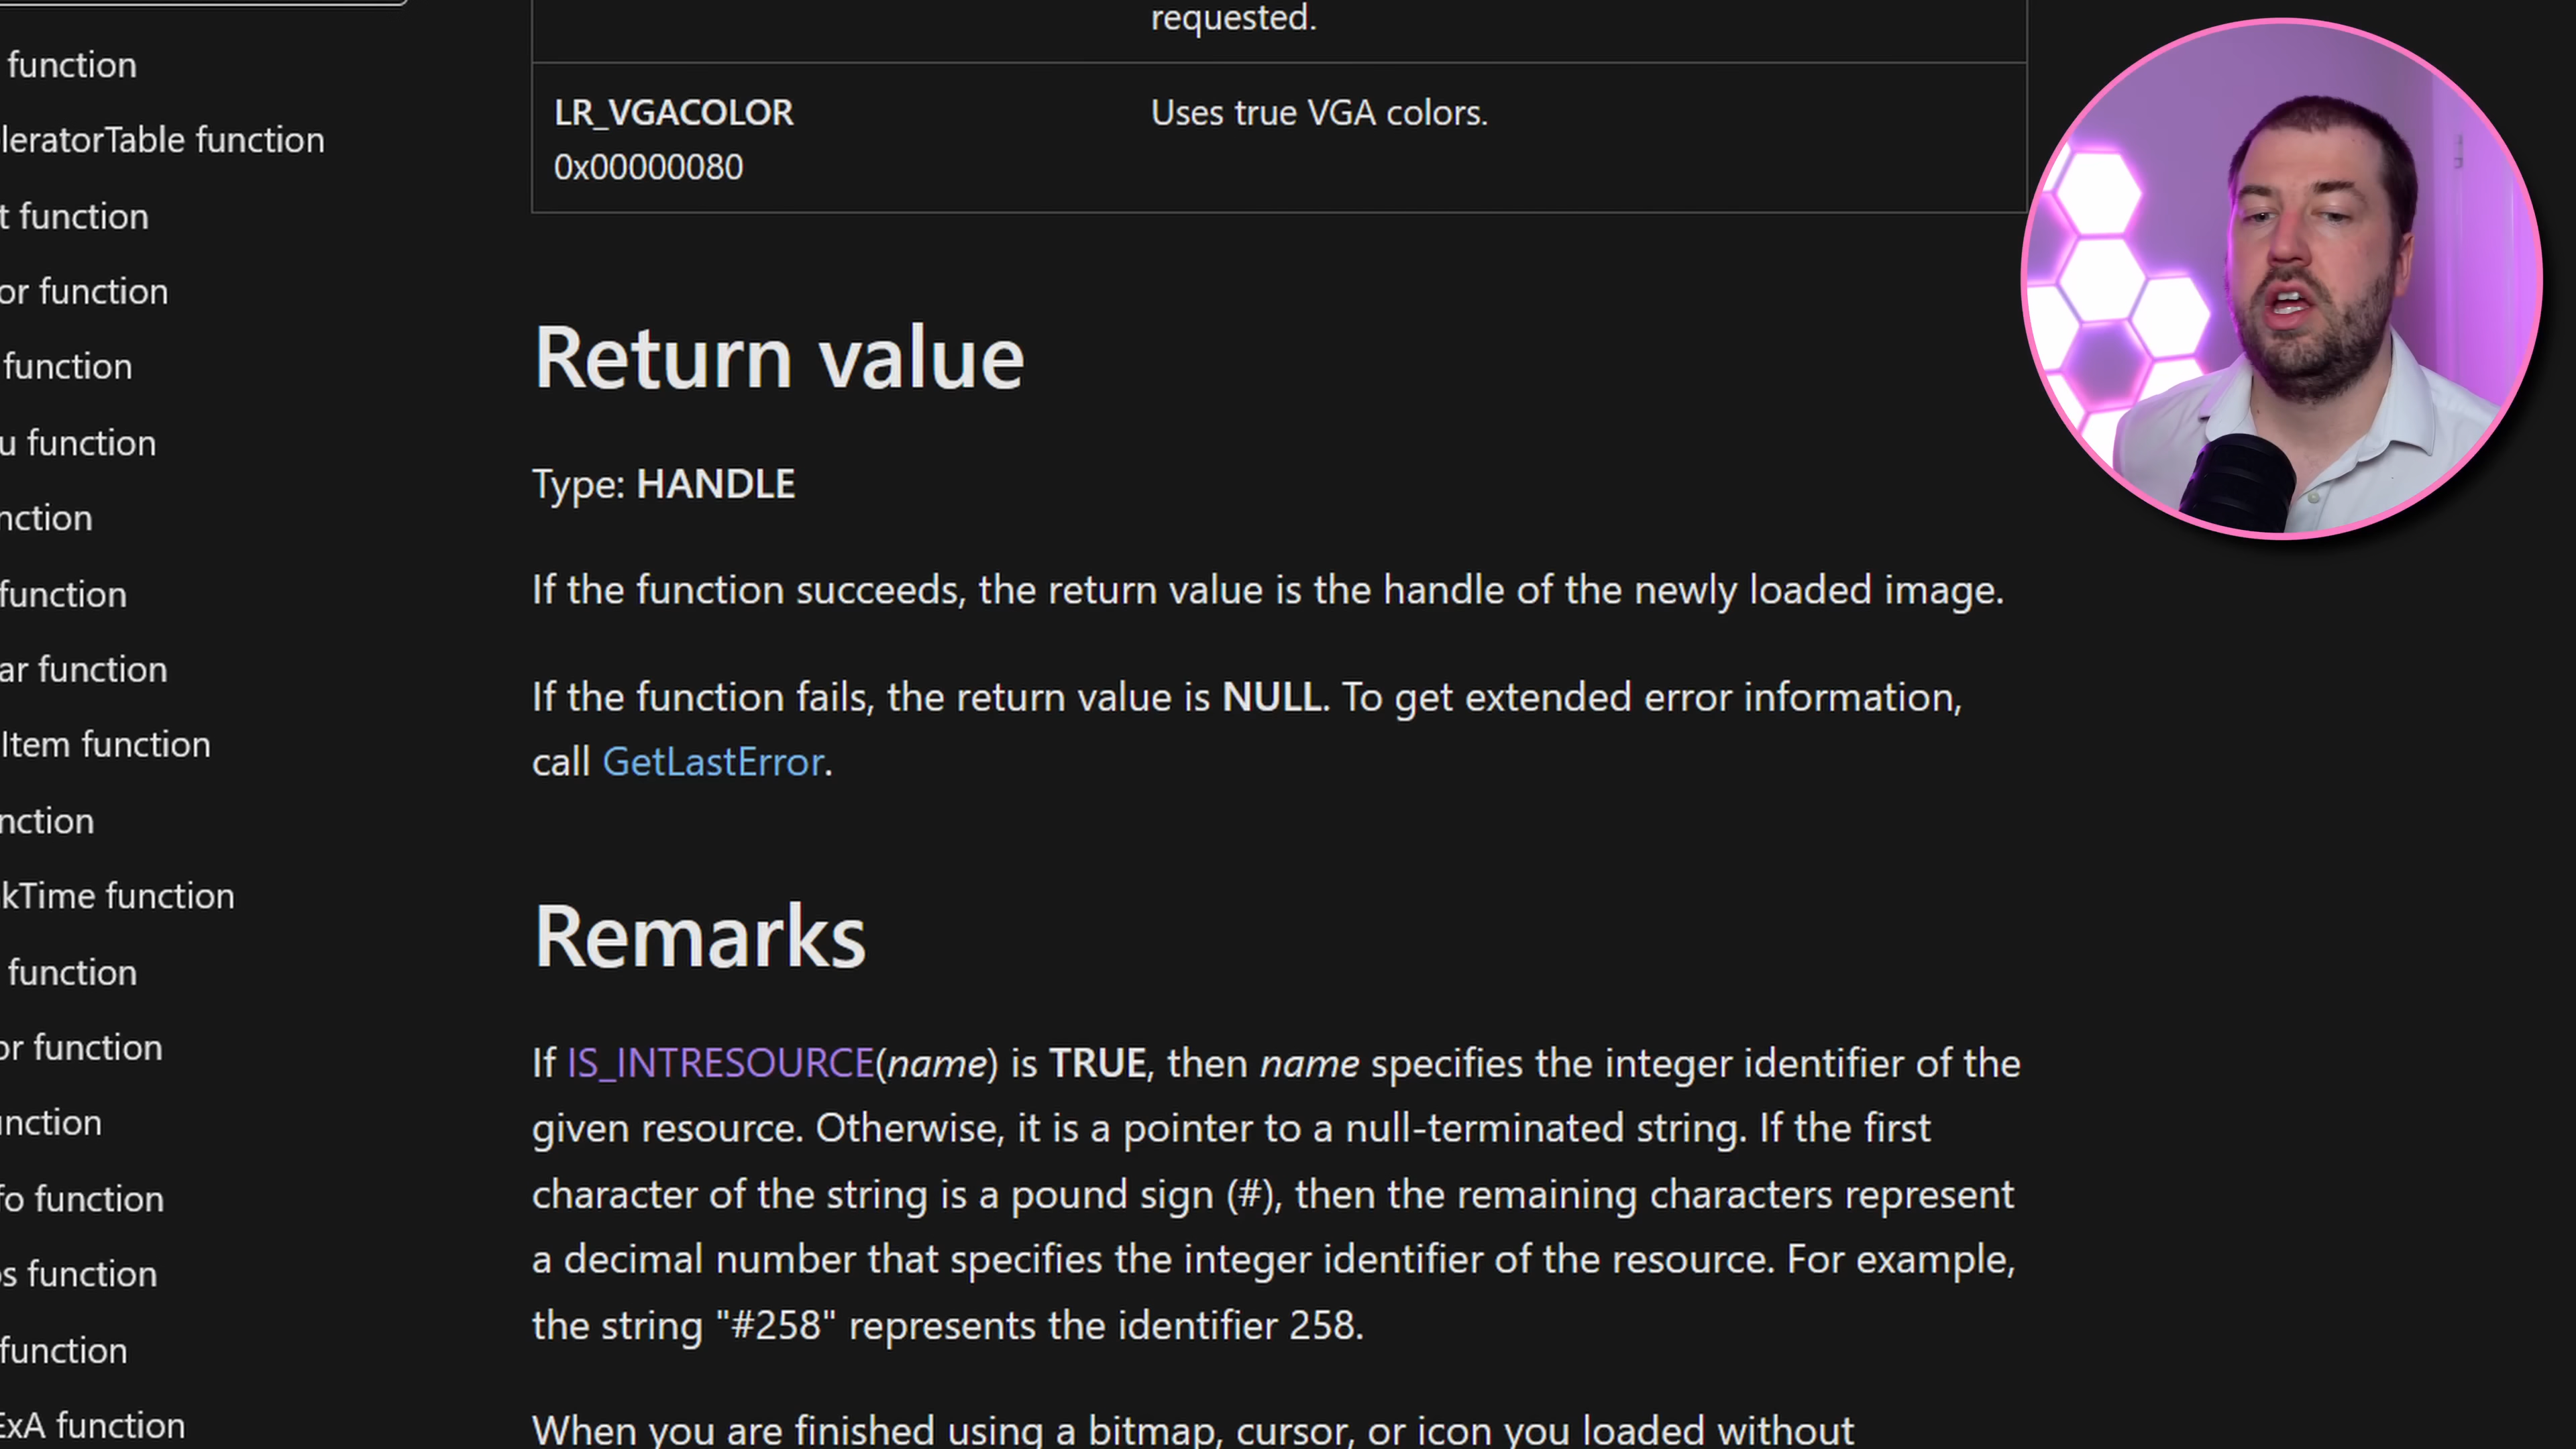 function
leratorTable function
t function
or function
function
u function
nction
function
ar function
Item function
nction
kTime function
function
or function
unction
fo function
os function
function
ExA function
requested.
LR_VGACOLOR
Uses true VGA colors.
0x00000080
Return value
Type: HANDLE
If the function succeeds, the return value is the handle of the newly loaded image.
If the function fails, the return value is NULL. To get extended error information,
call GetLastError.
Remarks
If IS_INTRESOURCE(name) is TRUE, then name specifies the integer identifier of the
given resource. Otherwise, it is a pointer to a null-terminated string. If the first
character of the string is a pound sign (#), then the remaining characters represent
a decimal number that specifies the integer identifier of the resource. For example,
the string "#258" represents the identifier 258.
When you are finished using a bitmap, cursor, or icon you loaded without